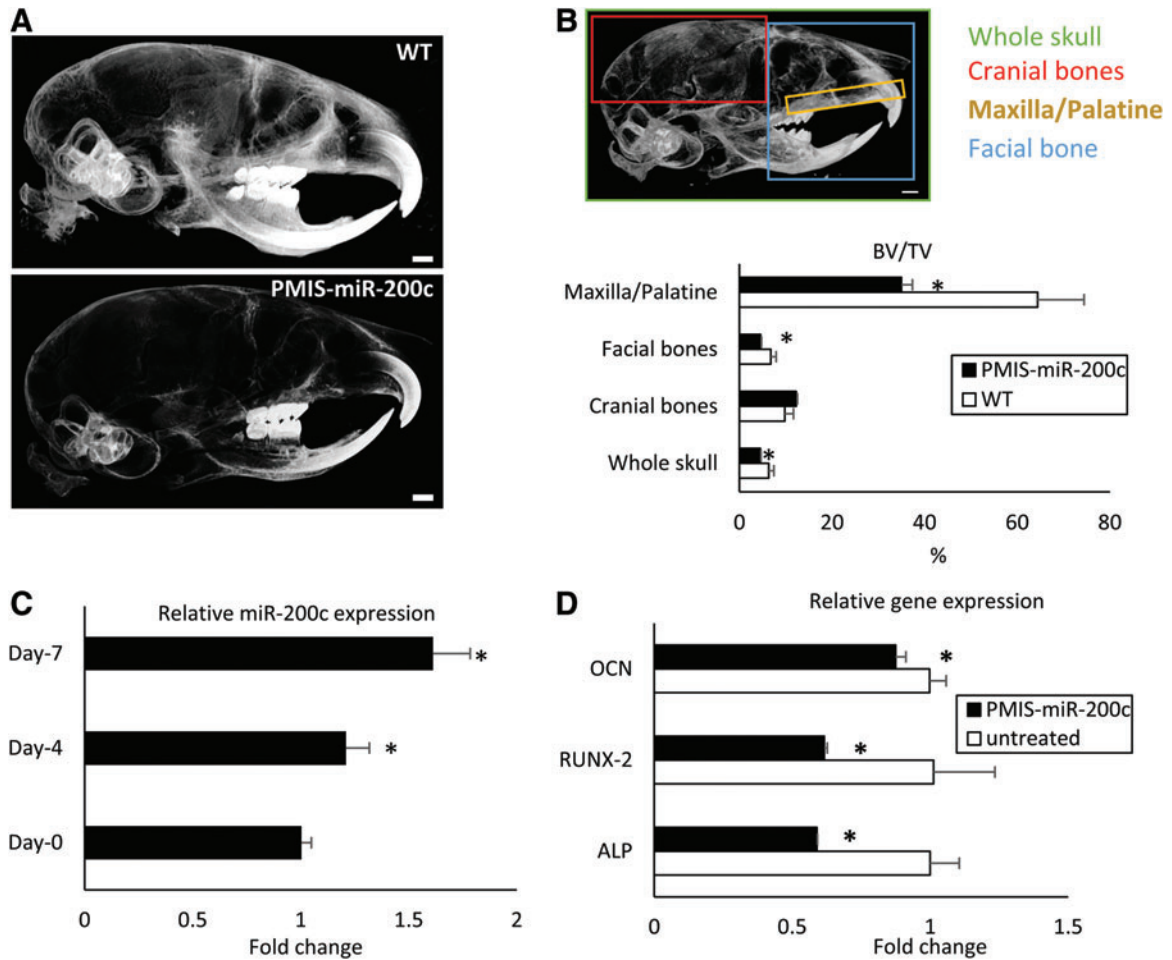 A
WT
PMIS-miR-200c
B
Whole skull
Cranial bones
Maxilla/Palatine
Facial bone
BV/TV
Maxilla/Palatine
*
Facial bones
*
Cranial bones
Whole skull
*
PMIS-miR-200c
WT
0 20 40 60 80
%
C
Relative miR-200c expression
Day-7
*
Day-4
*
Day-0
0 0.5 1 1.5 2
Fold change
D
Relative gene expression
OCN
*
RUNX-2
*
ALP
*
PMIS-miR-200c
untreated
0 0.5 1 1.5
Fold change